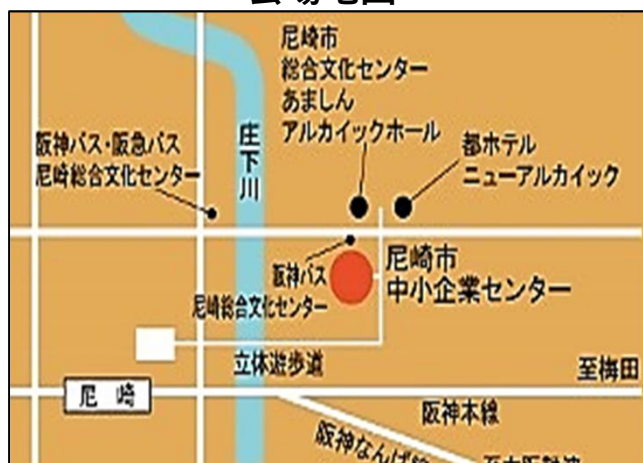 会場地図
尼崎市
総合文化センター
あましん
アルカイックホール
都ホテル
ニューアルカイック
阪神バス・阪急バス
尼崎総合文化センター
庄下川
阪神バス
尼崎総合文化センター
尼崎市
中小企業センター
立体遊歩道
至梅田
尼崎
阪神本線
阪神なんば線